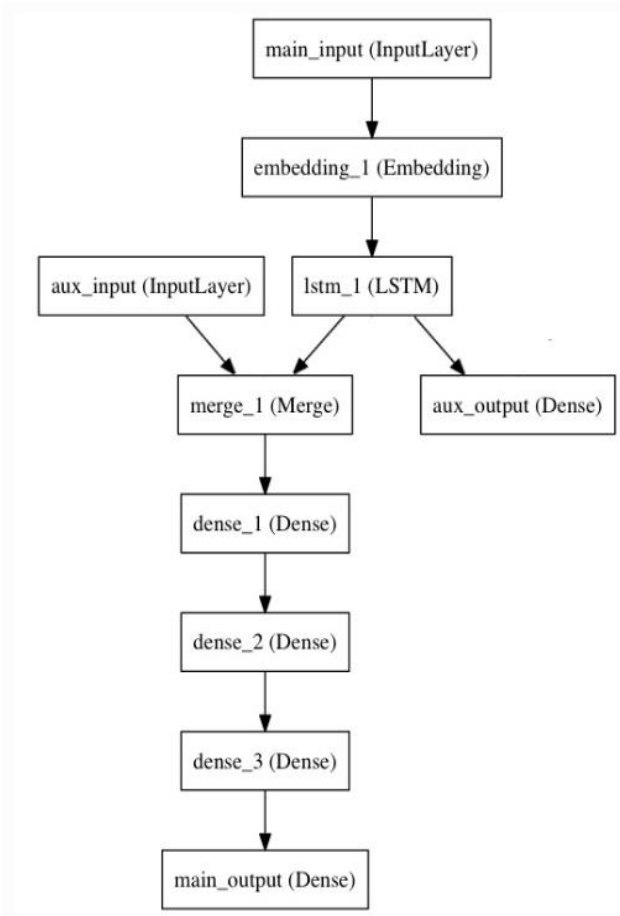 main_input (InputLayer)
embedding_1 (Embedding)
aux_input (InputLayer)
lstm_1 (LSTM)
merge_1 (Merge)
aux_output (Dense)
dense_1 (Dense)
dense_2 (Dense)
dense_3 (Dense)
main_output (Dense)